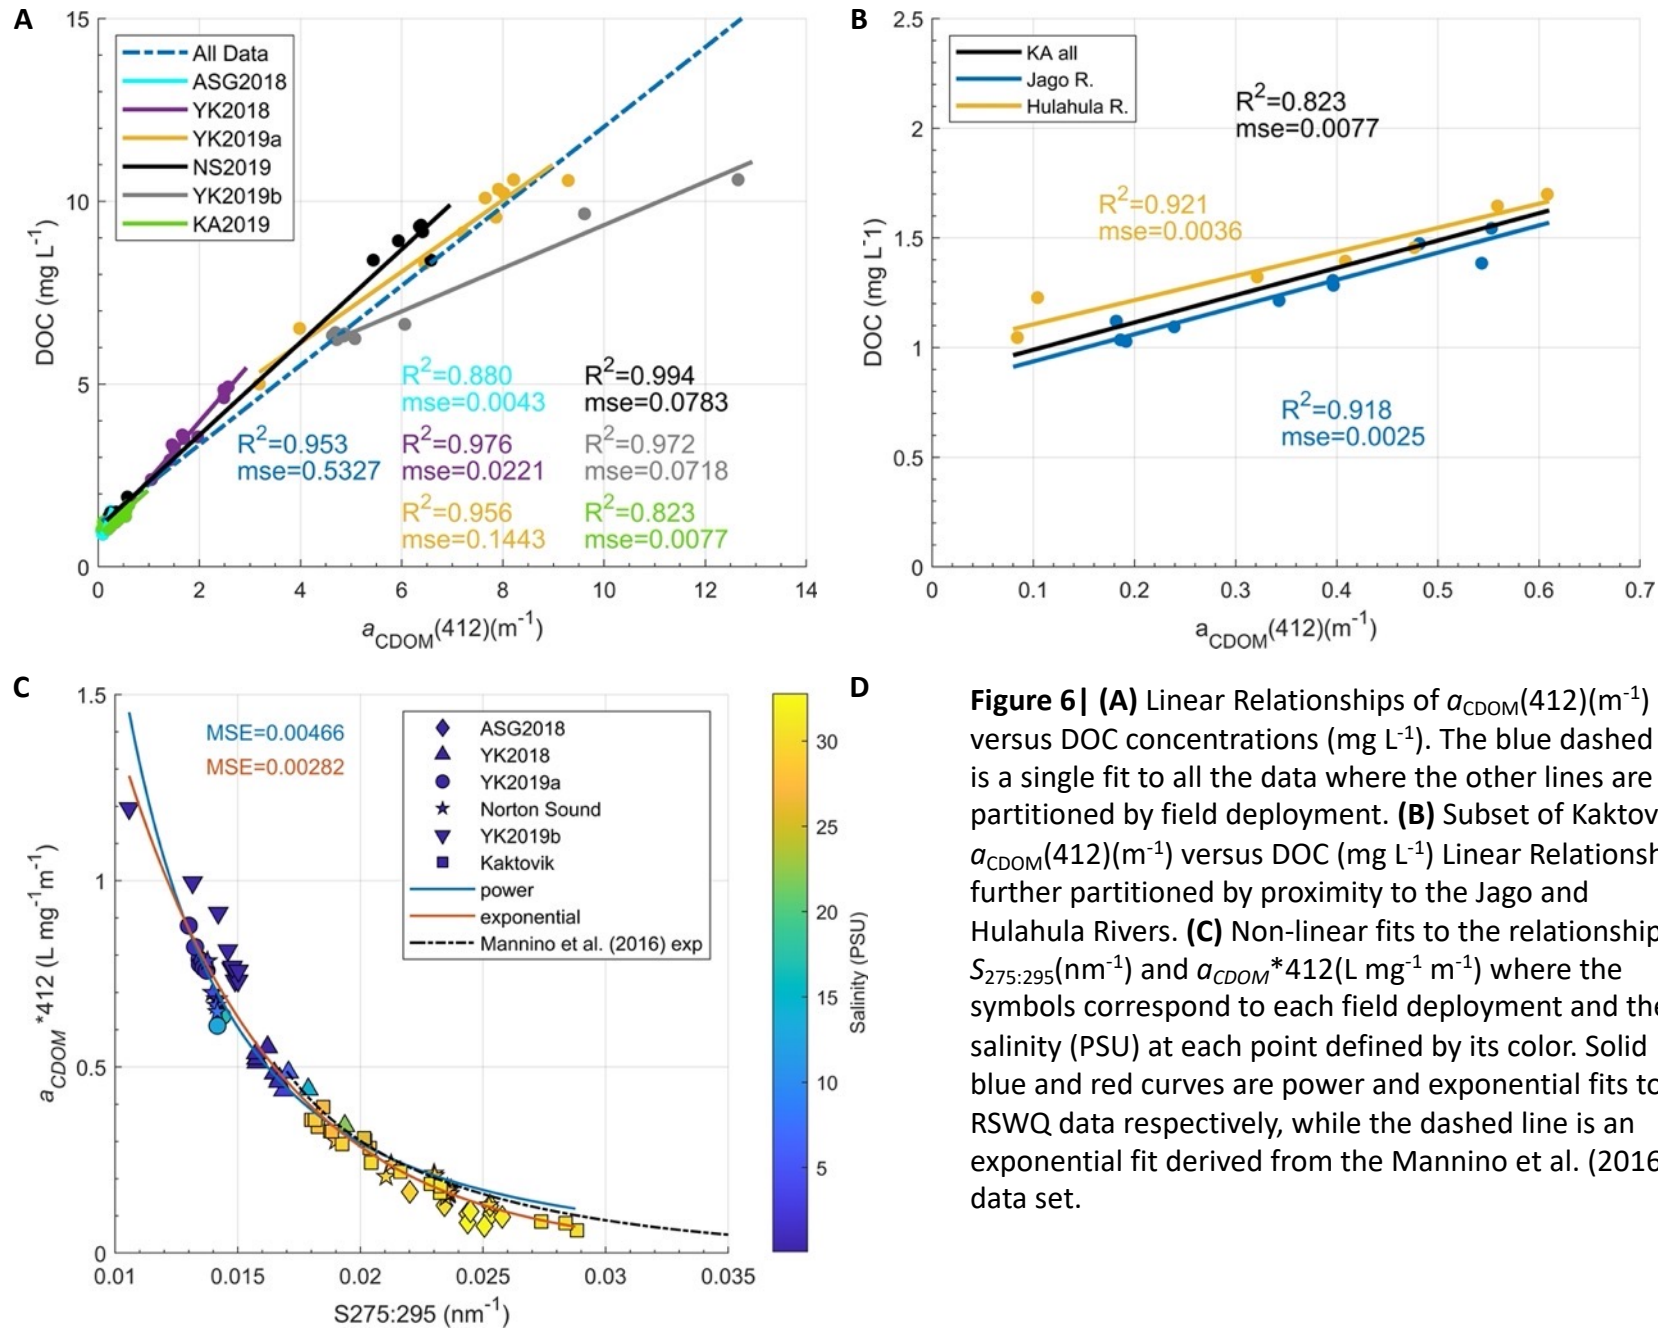 A
15
10
5
0
0 2 4 6 8 10 12 14
DOC (mg L-1)
aCDOM(412)(m-1)
All Data
ASG2018
YK2018
YK2019a
NS2019
YK2019b
KA2019
R2=0.953
mse=0.5327
R2=0.880
mse=0.0043
R2=0.976
mse=0.0221
R2=0.956
mse=0.1443
R2=0.994
mse=0.0783
R2=0.972
mse=0.0718
R2=0.823
mse=0.0077
B
2.5
2
1.5
1
0.5
0
0 0.1 0.2 0.3 0.4 0.5 0.6 0.7
DOC (mg L-1)
aCDOM(412)(m-1)
KA all
Jago R.
Hulahula R.
R2=0.823
mse=0.0077
R2=0.921
mse=0.0036
R2=0.918
mse=0.0025
C
1.5
1
0.5
0
0.01 0.015 0.02 0.025 0.03 0.035
aCDOM*412 (L mg-1m-1)
S275:295 (nm-1)
MSE=0.00466
MSE=0.00282
ASG2018
YK2018
YK2019a
Norton Sound
YK2019b
Kaktovik
power
exponential
Mannino et al. (2016) exp
30
25
20
15
10
5
Salinity (PSU)
D
Figure 6| (A) Linear Relationships of aCDOM(412)(m-1)
versus DOC concentrations (mg L-1). The blue dashed
is a single fit to all the data where the other lines are
partitioned by field deployment. (B) Subset of Kaktov
aCDOM(412)(m-1) versus DOC (mg L-1) Linear Relationsh
further partitioned by proximity to the Jago and
Hulahula Rivers. (C) Non-linear fits to the relationship
S275:295(nm-1) and aCDOM*412(L mg-1 m-1) where the
symbols correspond to each field deployment and the
salinity (PSU) at each point defined by its color. Solid
blue and red curves are power and exponential fits to
RSWQ data respectively, while the dashed line is an
exponential fit derived from the Mannino et al. (2016
data set.